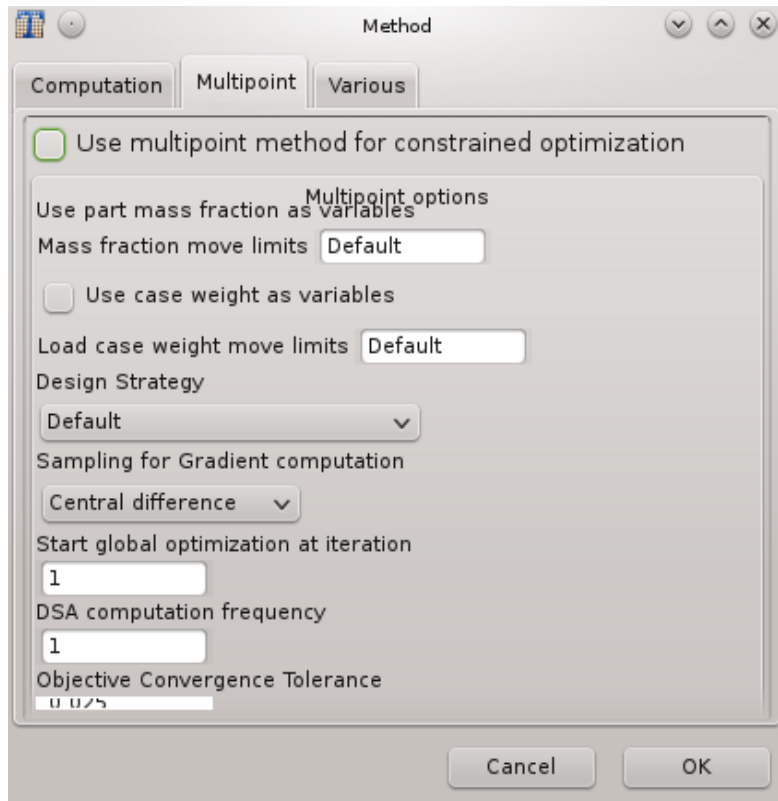 Method
Computation Multipoint Various
Use multipoint method for constrained optimization
Multipoint options
Use part mass fraction as variables
Mass fraction move limits Default
Use case weight as variables
Load case weight move limits Default
Design Strategy
Default
Sampling for Gradient computation
Central difference
Start global optimization at iteration
1
DSA computation frequency
1
Objective Convergence Tolerance
0.025
Cancel OK